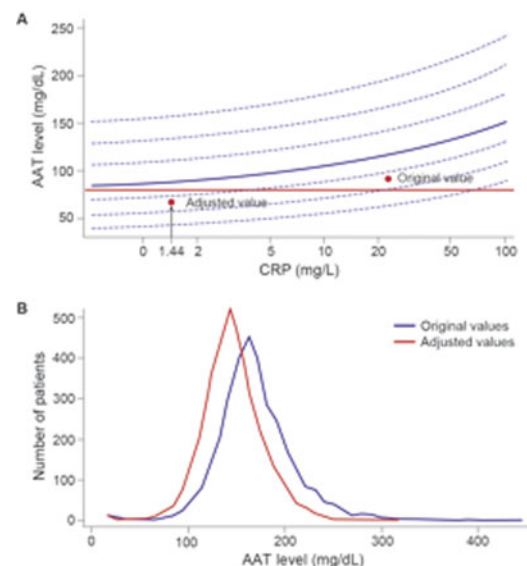 A
250
200
150
100
50
AAT level (mg/dL)
Original value
Adjusted value
0 1.44 2 5 10 20 50 100
CRP (mg/L)
B
500
400
300
200
100
0
Number of patients
Original values
Adjusted values
0 100 200 300 400
AAT level (mg/dL)